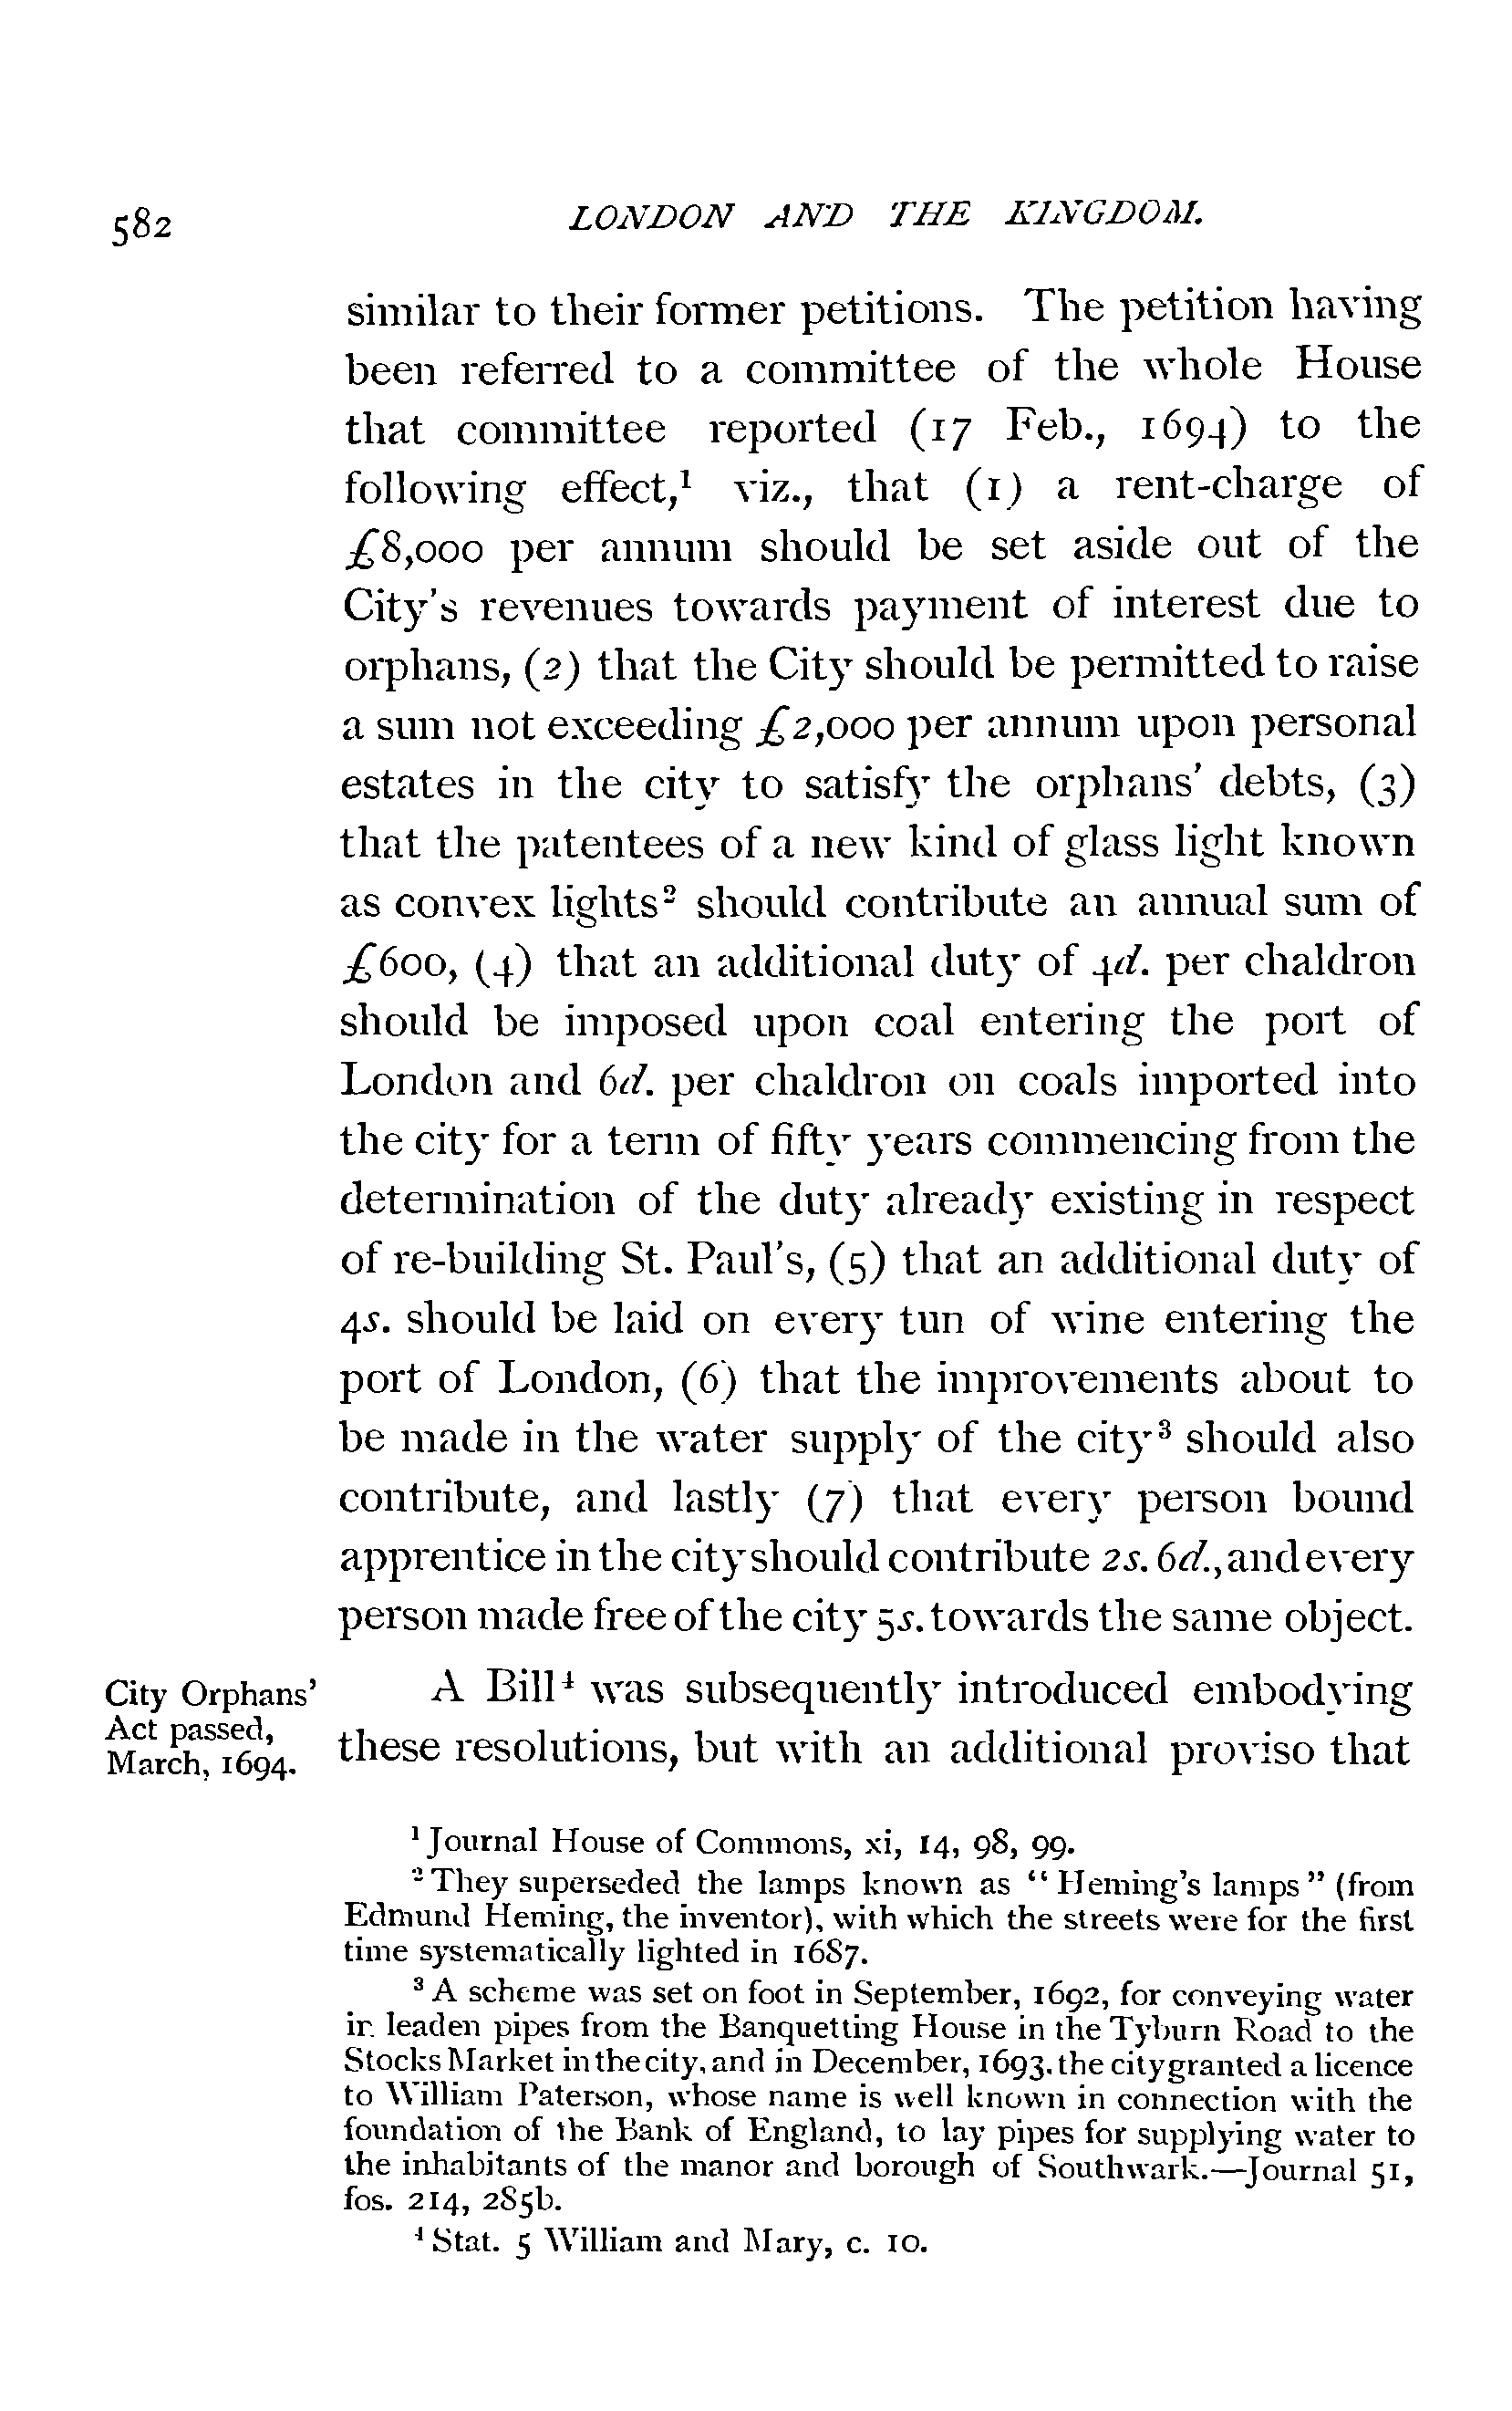 582 LONDON AND THE KINGDOM.
similar to their former petitions. The petition having
been referred to a committee of the whole House
that committee reported (17 Feb., 1694) to the
following effect,¹ viz., that (1) a rent-charge of
£8,000 per annum should be set aside out of the
City's revenues towards payment of interest due to
orphans, (2) that the City should be permitted to raise
a sum not exceeding £2,000 per annum upon personal
estates in the city to satisfy the orphans' debts, (3)
that the patentees of a new kind of glass light known
as convex lights² should contribute an annual sum of
£600, (4) that an additional duty of 4d. per chaldron
should be imposed upon coal entering the port of
London and 6d. per chaldron on coals imported into
the city for a term of fifty years commencing from the
determination of the duty already existing in respect
of re-building St. Paul's, (5) that an additional duty of
4s. should be laid on every tun of wine entering the
port of London, (6) that the improvements about to
be made in the water supply of the city³ should also
contribute, and lastly (7) that every person bound
apprentice in the city should contribute 2s. 6d., and every
person made free of the city 5s. towards the same object.
City Orphans'
Act passed,
March, 1694.
A Bill⁴ was subsequently introduced embodying
these resolutions, but with an additional proviso that
¹ Journal House of Commons, xi, 14, 98, 99.
² They superseded the lamps known as "Heming's lamps" (from
Edmund Heming, the inventor), with which the streets were for the first
time systematically lighted in 1687.
³ A scheme was set on foot in September, 1692, for conveying water
in leaden pipes from the Banquetting House in the Tyburn Road to the
Stocks Market in the city, and in December, 1693, the city granted a licence
to William Paterson, whose name is well known in connection with the
foundation of the Bank of England, to lay pipes for supplying water to
the inhabitants of the manor and borough of Southwark.—Journal 51,
fos. 214, 285b.
⁴ Stat. 5 William and Mary, c. 10.